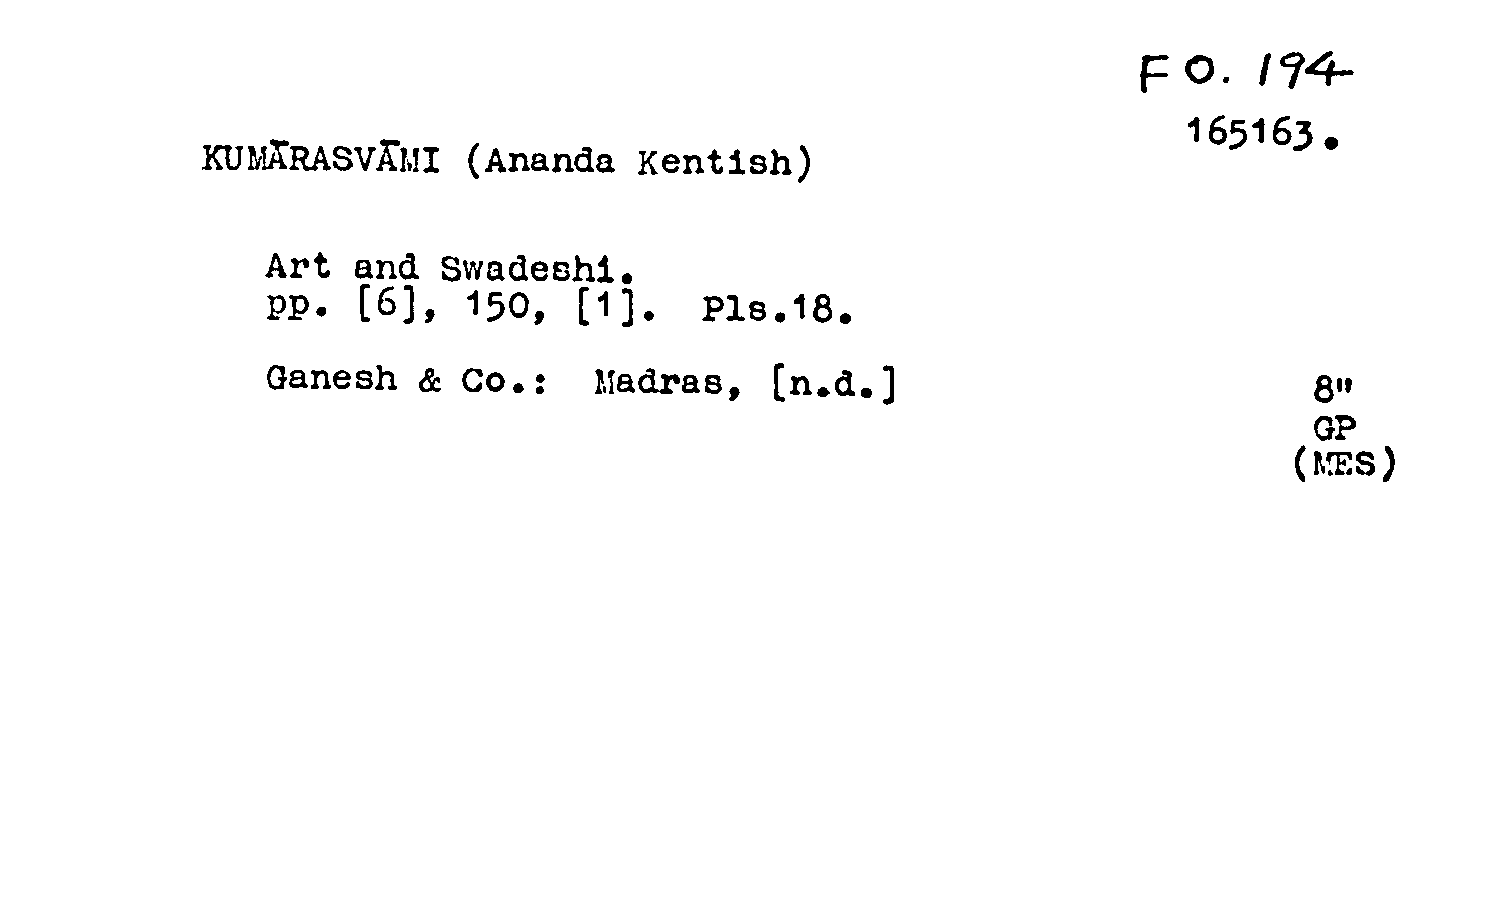 FO. 194
165163.
KUMĀRASVĀMI (Ananda Kentish)
Art and Swadeshi.
pp. [6], 150, [1]. Pls.18.
Ganesh & Co.: Madras, [n.d.]
8"
GP
(MES)